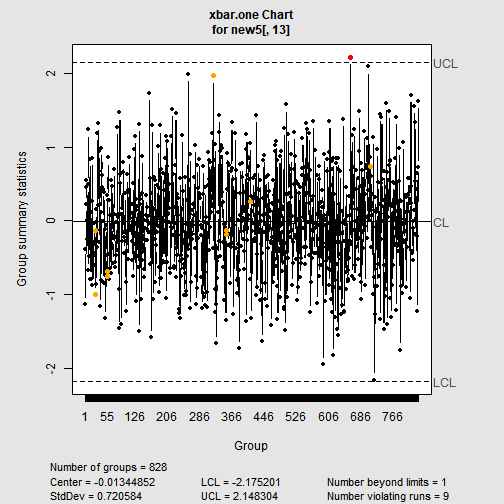 xbar.one Chart
for new5[, 13]
Group summary statistics
2
1
0
-1
-2
UCL
CL
LCL
1 55 126 206 286 366 446 526 606 686 766
Group
Number of groups = 828
Center = -0.01344852 LCL = -2.175201 Number beyond limits = 1
StdDev = 0.720584 UCL = 2.148304 Number violating runs = 9